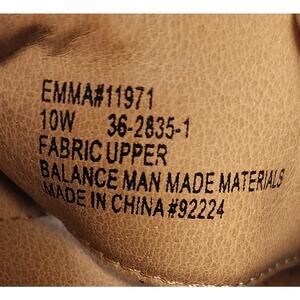 EMMA#11971
10W 36-2835-1
FABRIC UPPER
BALANCE MAN MADE MATERIALS
MADE IN CHINA #92224